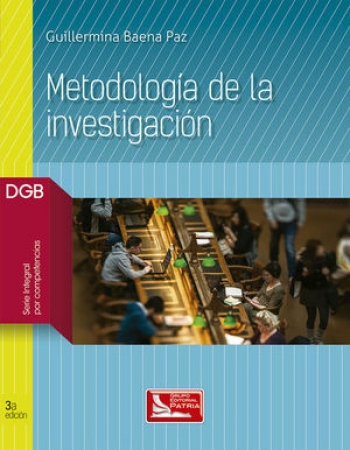 Guillermina Baena Paz
Metodología de la
investigación
DGB
Serie Integral
por competencias
3a
edición
GRUPO
EDITORIAL
PATRIA